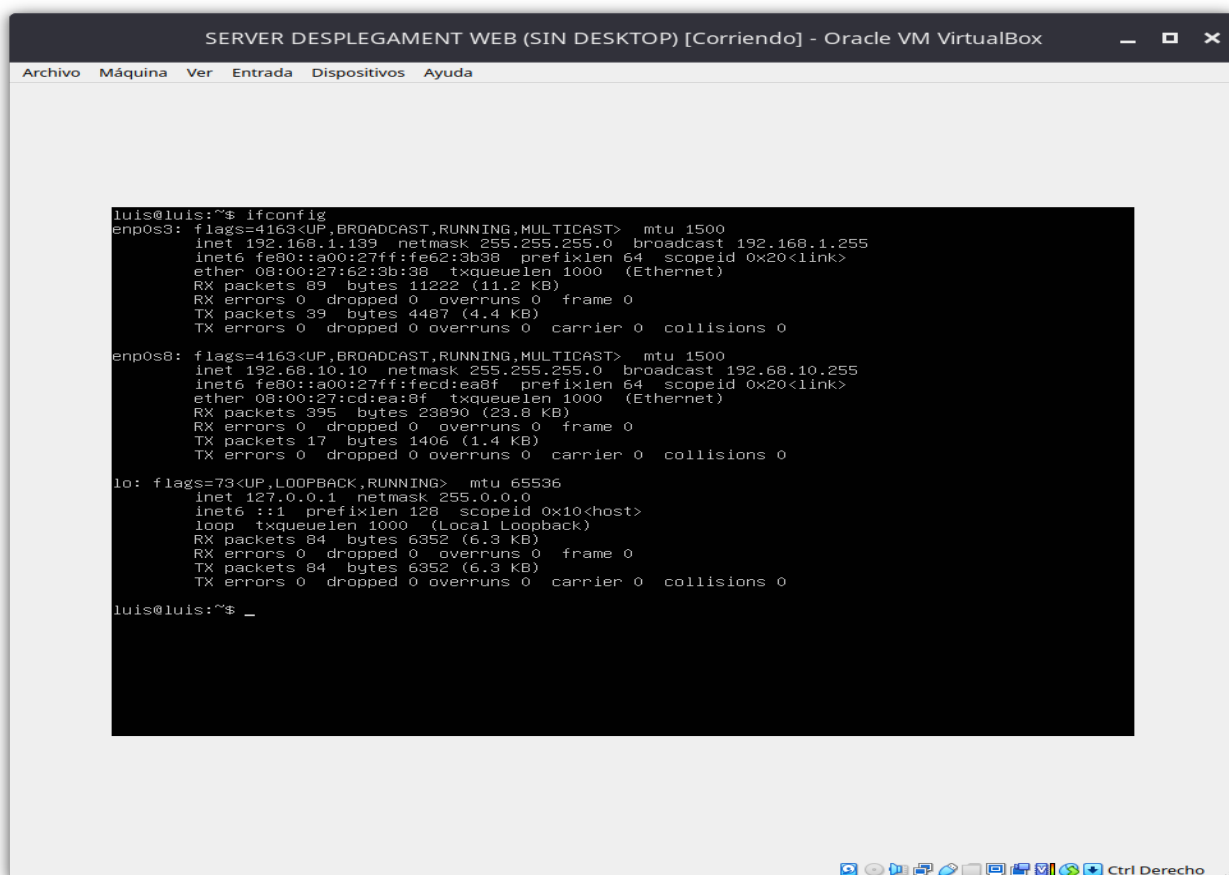 SERVER DESPLEGAMENT WEB (SIN DESKTOP) [Corriendo] - Oracle VM VirtualBox
Archivo Máquina Ver Entrada Dispositivos Ayuda
luis@luis:~$ ifconfig
enp0s3: flags=4163<UP,BROADCAST,RUNNING,MULTICAST> mtu 1500
inet 192.168.1.139 netmask 255.255.255.0 broadcast 192.168.1.255
inet6 fe80::a00:27ff:fe62:3b38 prefixlen 64 scopeid 0x20<link>
ether 08:00:27:62:3b:38 txqueuelen 1000 (Ethernet)
RX packets 89 bytes 11222 (11.2 KB)
RX errors 0 dropped 0 overruns 0 frame 0
TX packets 39 bytes 4487 (4.4 KB)
TX errors 0 dropped 0 overruns 0 carrier 0 collisions 0
enp0s8: flags=4163<UP,BROADCAST,RUNNING,MULTICAST> mtu 1500
inet 192.68.10.10 netmask 255.255.255.0 broadcast 192.68.10.255
inet6 fe80::a00:27ff:fecd:ea8f prefixlen 64 scopeid 0x20<link>
ether 08:00:27:cd:ea:8f txqueuelen 1000 (Ethernet)
RX packets 395 bytes 23890 (23.8 KB)
RX errors 0 dropped 0 overruns 0 frame 0
TX packets 17 bytes 1406 (1.4 KB)
TX errors 0 dropped 0 overruns 0 carrier 0 collisions 0
lo: flags=73<UP,LOOPBACK,RUNNING> mtu 65536
inet 127.0.0.1 netmask 255.0.0.0
inet6 ::1 prefixlen 128 scopeid 0x10<host>
loop txqueuelen 1000 (Local Loopback)
RX packets 84 bytes 6352 (6.3 KB)
RX errors 0 dropped 0 overruns 0 frame 0
TX packets 84 bytes 6352 (6.3 KB)
TX errors 0 dropped 0 overruns 0 carrier 0 collisions 0
luis@luis:~$ _
Ctrl Derecho